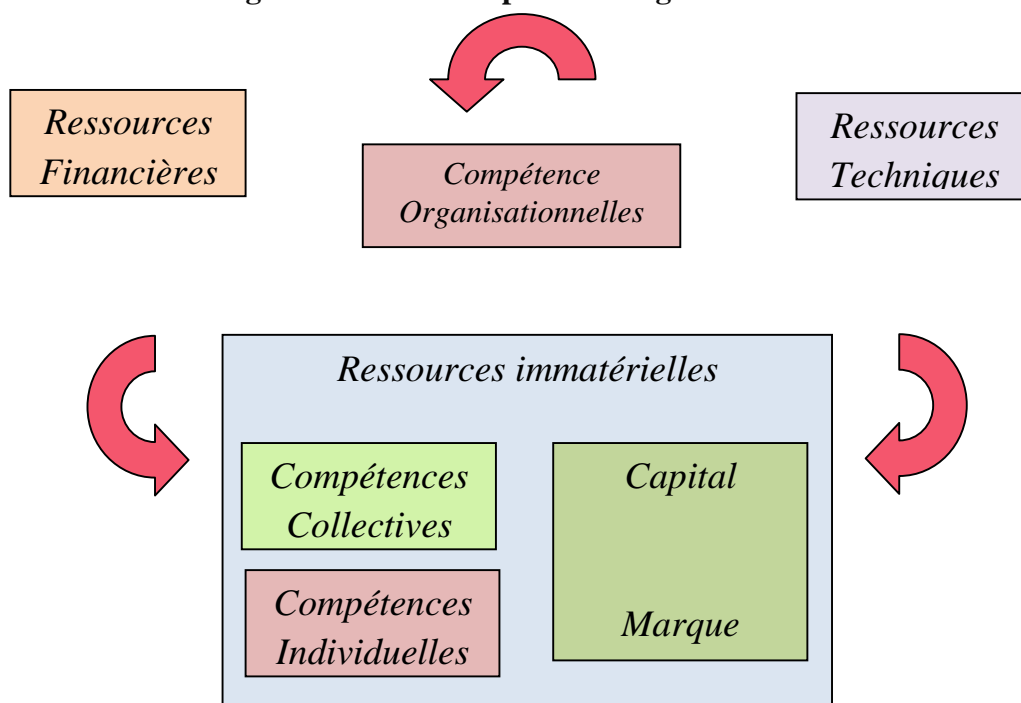 Ressources
Financières
Compétence
Organisationnelles
Ressources
Techniques
Ressources immatérielles
Compétences
Collectives
Capital
Compétences
Individuelles
Marque